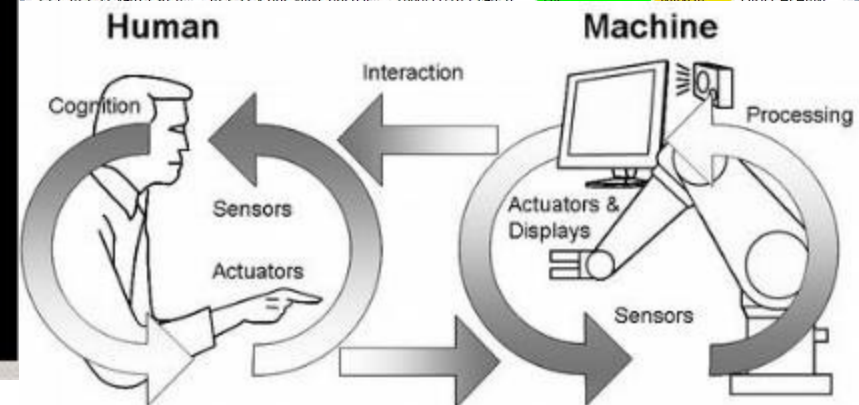 Human
Machine
Interaction
Cognition
Processing
Sensors
Actuators &
Displays
Actuators
Sensors